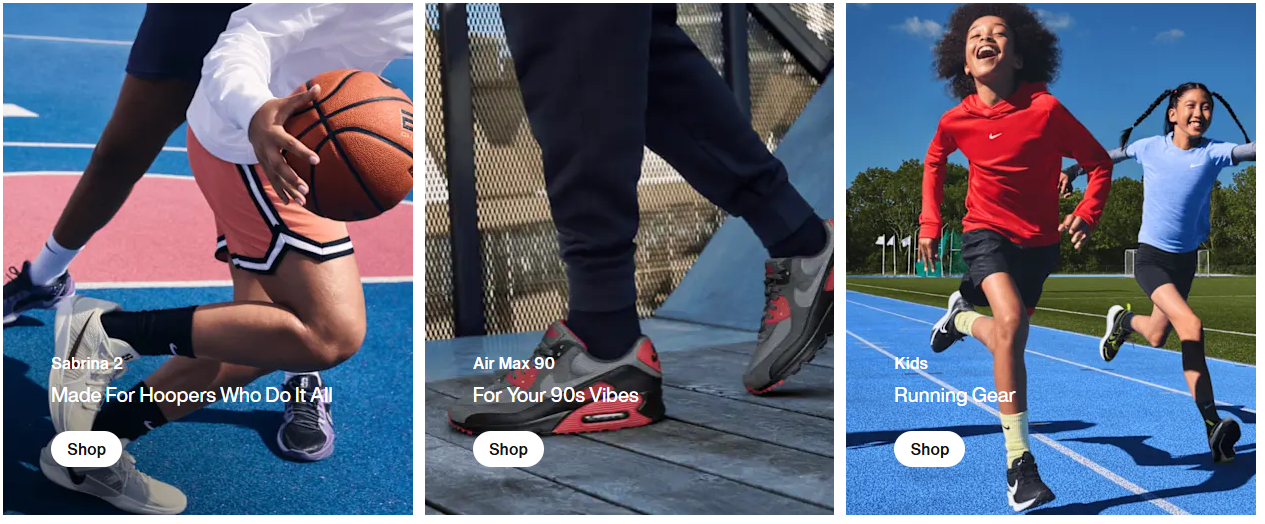 Sabrina 2
Made For Hoopers Who Do It All
Shop
Air Max 90
For Your 90s Vibes
Shop
Kids
Running Gear
Shop